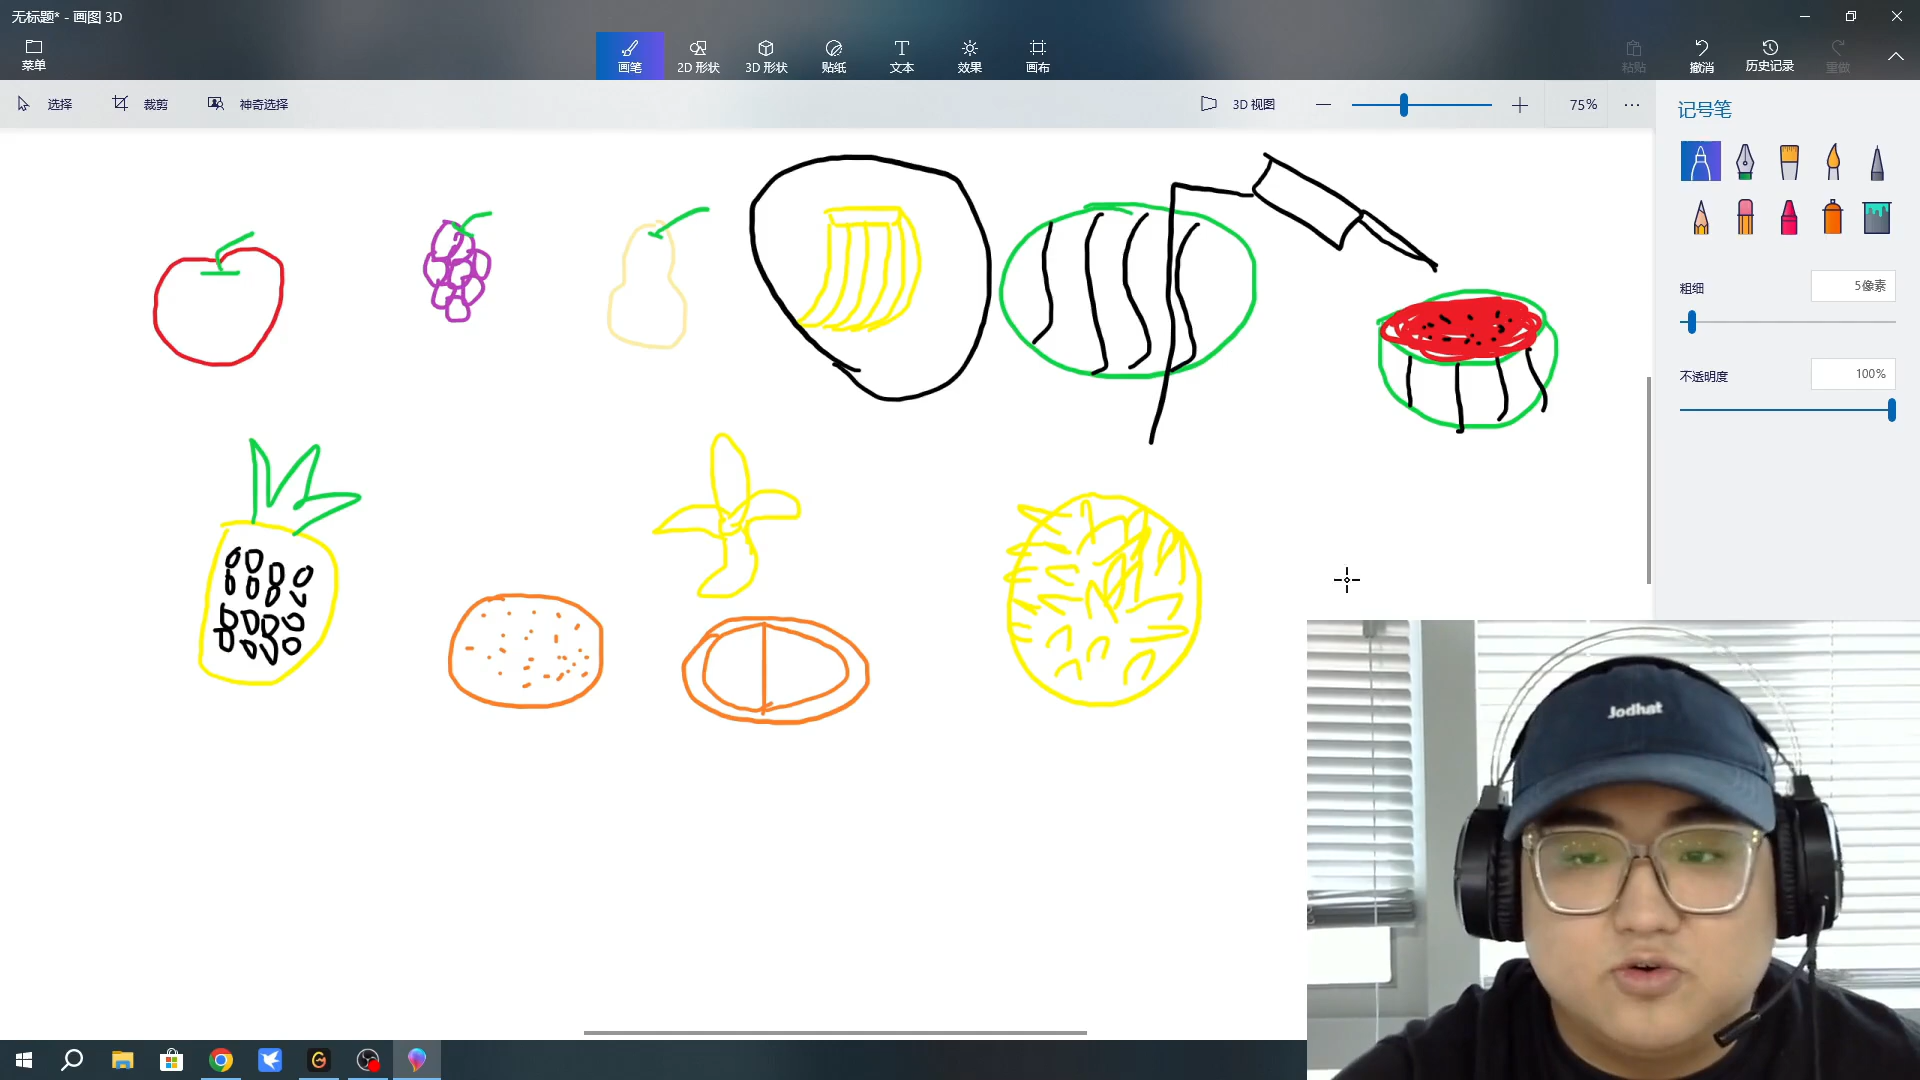 无标题* - 画图 3D
菜单
画笔
2D 形状
3D 形状
贴纸
文本
效果
画布
粘贴
撤消
历史记录
重做
选择
裁剪
神奇选择
3D 视图
75%
记号笔
粗细
5像素
不透明度
100%
Jodhat